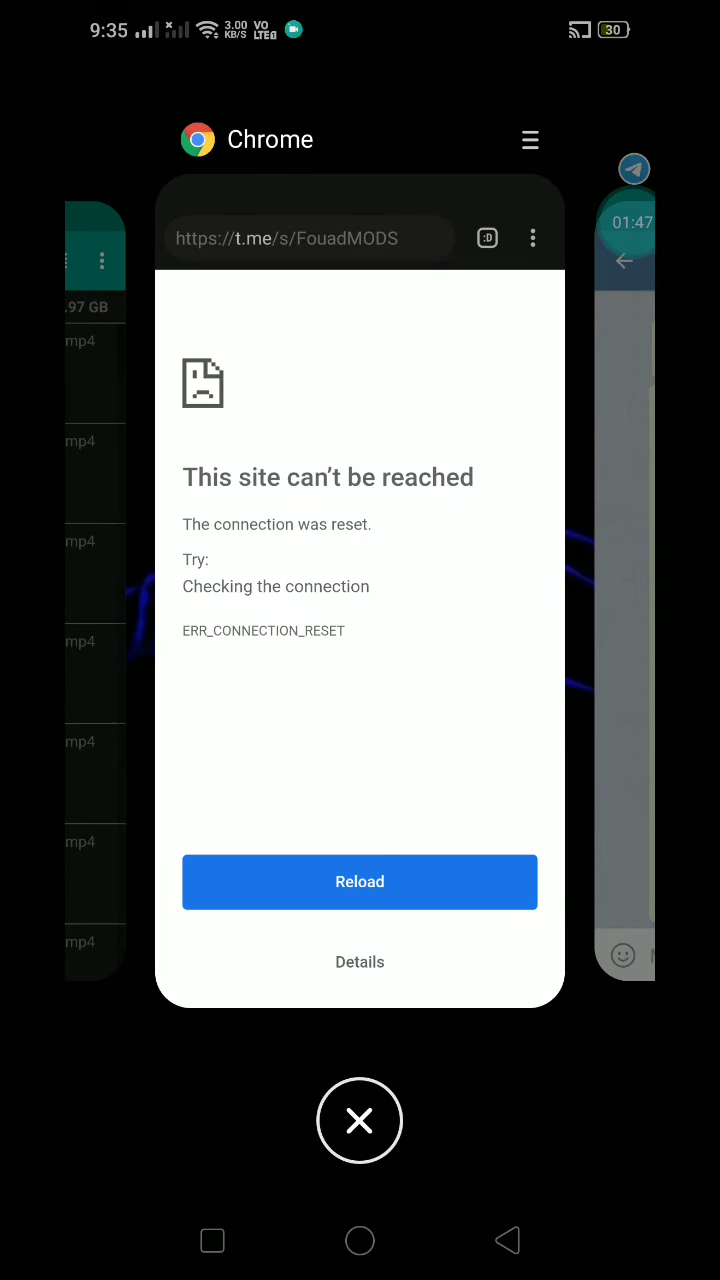 9:35 3.00 KB/S VO LTE 30
Chrome
01:47
https://t.me/s/FouadMODS :D
.97 GB
mp4
mp4
mp4
mp4
mp4
mp4
mp4
This site can’t be reached
The connection was reset.
Try:
Checking the connection
ERR_CONNECTION_RESET
Reload
Details